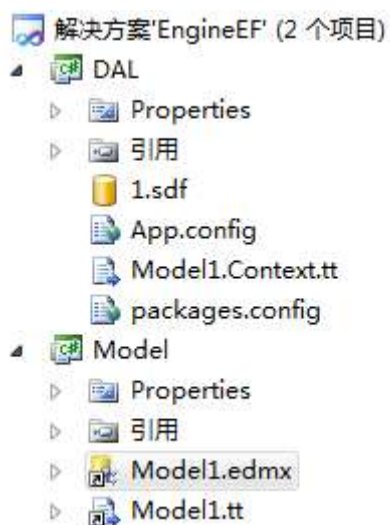 解决方案'EngineEF' (2 个项目)
DAL
Properties
引用
1.sdf
App.config
Model1.Context.tt
packages.config
Model
Properties
引用
Model1.edmx
Model1.tt